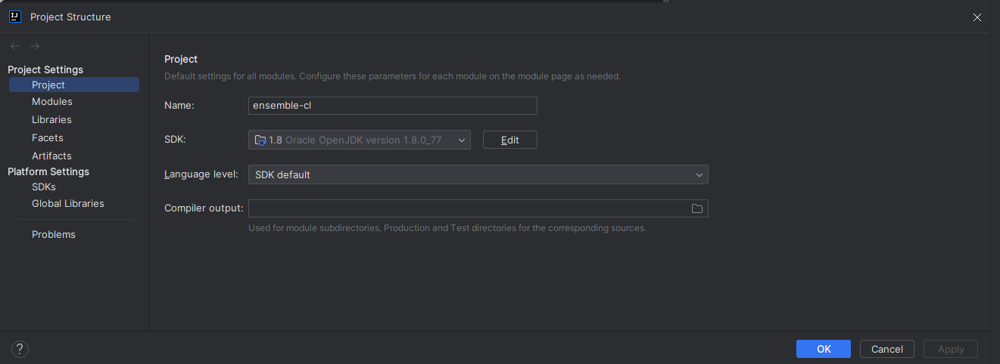 IJ
Project Structure
Project Settings
Project
Modules
Libraries
Facets
Artifacts
Platform Settings
SDKs
Global Libraries
Problems
Project
Default settings for all modules. Configure these parameters for each module on the module page as needed.
Name: ensemble-cl
SDK: 1.8 Oracle OpenJDK version 1.8.0_77 Edit
Language level: SDK default
Compiler output:
Used for module subdirectories, Production and Test directories for the corresponding sources.
? OK Cancel Apply